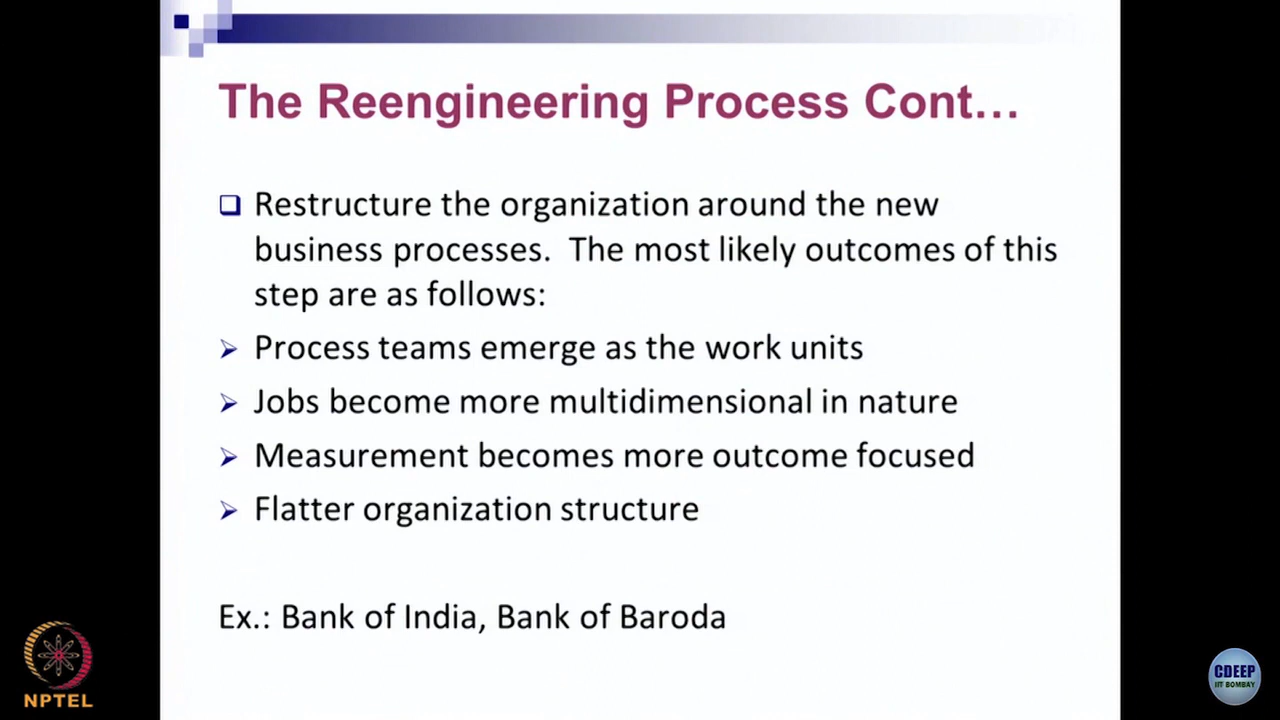 The Reengineering Process Cont...
❑ Restructure the organization around the new
business processes.  The most likely outcomes of this
step are as follows:
➢ Process teams emerge as the work units
➢ Jobs become more multidimensional in nature
➢ Measurement becomes more outcome focused
➢ Flatter organization structure
Ex.: Bank of India, Bank of Baroda
NPTEL
CDEEP
IIT BOMBAY